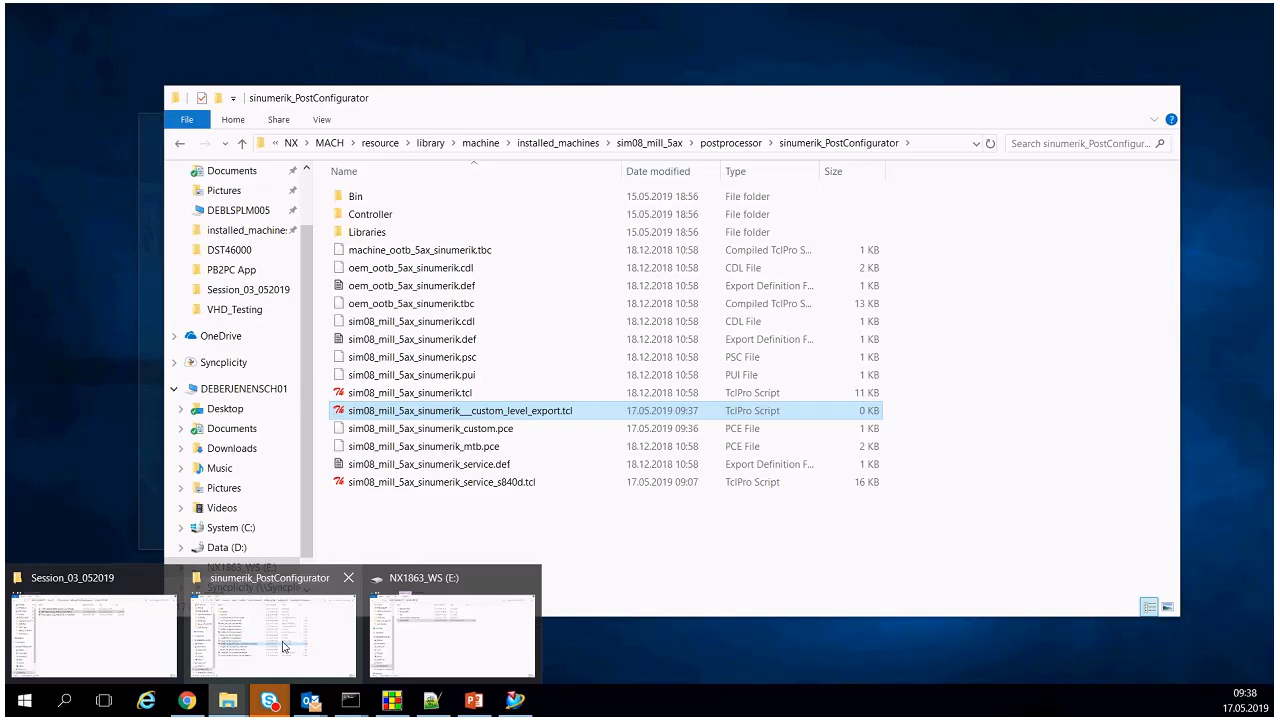 sinumerik_PostConfigurator
File Home Share View
« NX > MACH > resource > library > machine > installed_machines > sim08_mill_5ax > postprocessor > sinumerik_PostConfigurator >
Search sinumerik_PostConfigur...
Name Date modified Type Size
Documents
Pictures
DEBLSPLM005
installed_machine:
DST46000
PB2PC App
Session_03_052019
VHD_Testing
OneDrive
Syncplicity
DEBERJENENSCH01
Desktop
Documents
Downloads
Music
Pictures
Videos
System (C:)
Data (D:)
NX1863_WS (E:)
Bin 15.05.2019 18:56 File folder
Controller 15.05.2019 18:56 File folder
Libraries 15.05.2019 18:56 File folder
machine_ootb_5ax_sinumerik.tbc 18.12.2018 10:58 Compiled TclPro S... 1 KB
oem_ootb_5ax_sinumerik.cdl 18.12.2018 10:58 CDL File 2 KB
oem_ootb_5ax_sinumerik.def 18.12.2018 10:58 Export Definition F... 1 KB
oem_ootb_5ax_sinumerik.tbc 18.12.2018 10:58 Compiled TclPro S... 13 KB
sim08_mill_5ax_sinumerik.cdl 18.12.2018 10:58 CDL File 1 KB
sim08_mill_5ax_sinumerik.def 18.12.2018 10:58 Export Definition F... 1 KB
sim08_mill_5ax_sinumerik.psc 18.12.2018 10:58 PSC File 1 KB
sim08_mill_5ax_sinumerik.pui 18.12.2018 10:58 PUI File 1 KB
sim08_mill_5ax_sinumerik.tcl 18.12.2018 10:58 TclPro Script 11 KB
sim08_mill_5ax_sinumerik___custom_level_export.tcl 17.05.2019 09:37 TclPro Script 0 KB
sim08_mill_5ax_sinumerik_custom.pce 17.05.2019 09:36 PCE File 1 KB
sim08_mill_5ax_sinumerik_mtb.pce 18.12.2018 10:58 PCE File 2 KB
sim08_mill_5ax_sinumerik_service.def 18.12.2018 10:58 Export Definition F... 1 KB
sim08_mill_5ax_sinumerik_service_s840d.tcl 17.05.2019 09:07 TclPro Script 16 KB
Session_03_052019 sinumerik_PostConfigurator NX1863_WS (E:)
09:38
17.05.2019